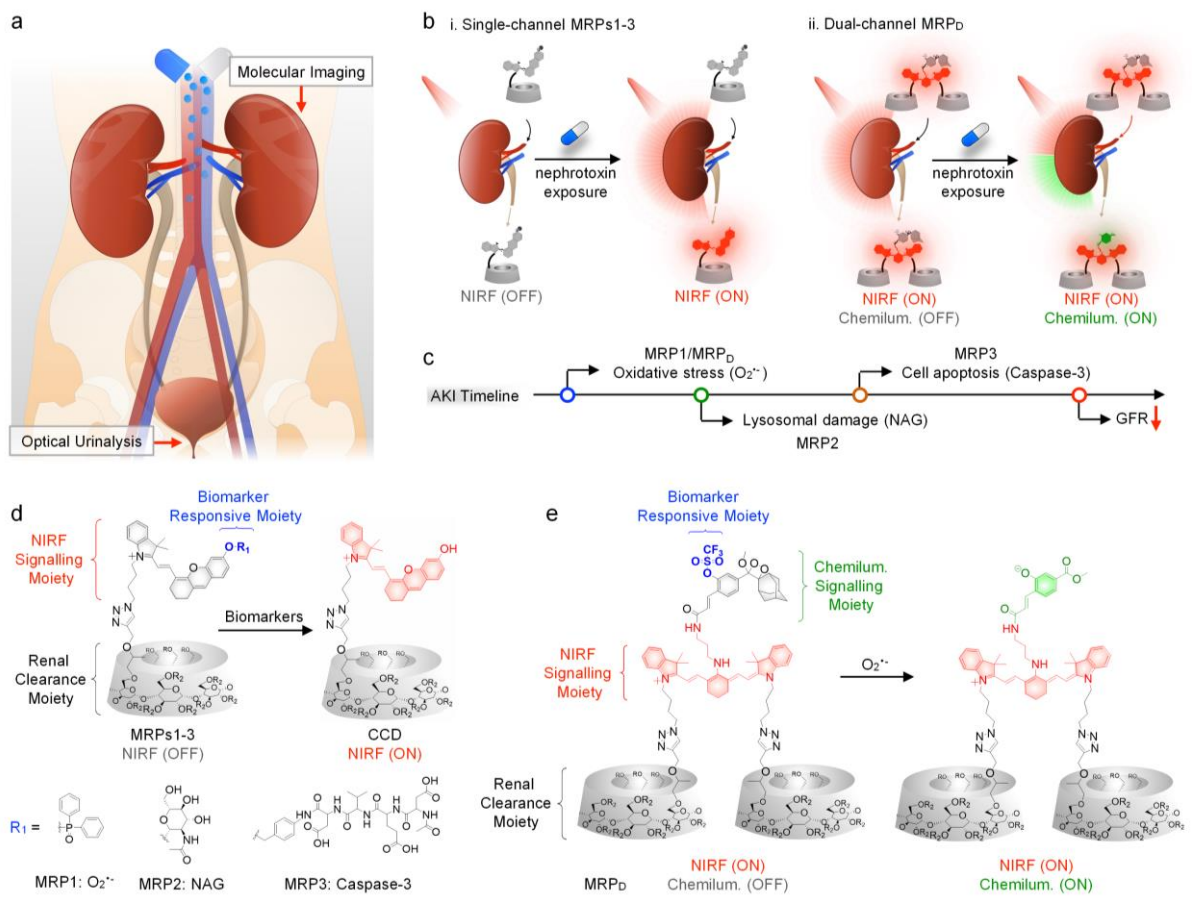 a
Molecular Imaging
Optical Urinalysis
b
i. Single-channel MRPs1-3
nephrotoxin
exposure
NIRF (OFF)
NIRF (ON)
ii. Dual-channel MRP_D
nephrotoxin
exposure
NIRF (ON)
Chemilum. (OFF)
NIRF (ON)
Chemilum. (ON)
c
AKI Timeline
MRP1/MRP_D
Oxidative stress (O₂•-)
Lysosomal damage (NAG)
MRP2
MRP3
Cell apoptosis (Caspase-3)
GFR
d
Biomarker
Responsive Moiety
NIRF
Signalling
Moiety
O-R₁
OH
Biomarkers
Renal
Clearance
Moiety
MRPs1-3
NIRF (OFF)
CCD
NIRF (ON)
R₁ =
MRP1: O₂•-
MRP2: NAG
MRP3: Caspase-3
e
Biomarker
Responsive Moiety
CF₃
Chemilum.
Signalling
Moiety
NIRF
Signalling
Moiety
O₂•-
Renal
Clearance
Moiety
MRP_D
NIRF (ON)
Chemilum. (OFF)
NIRF (ON)
Chemilum. (ON)